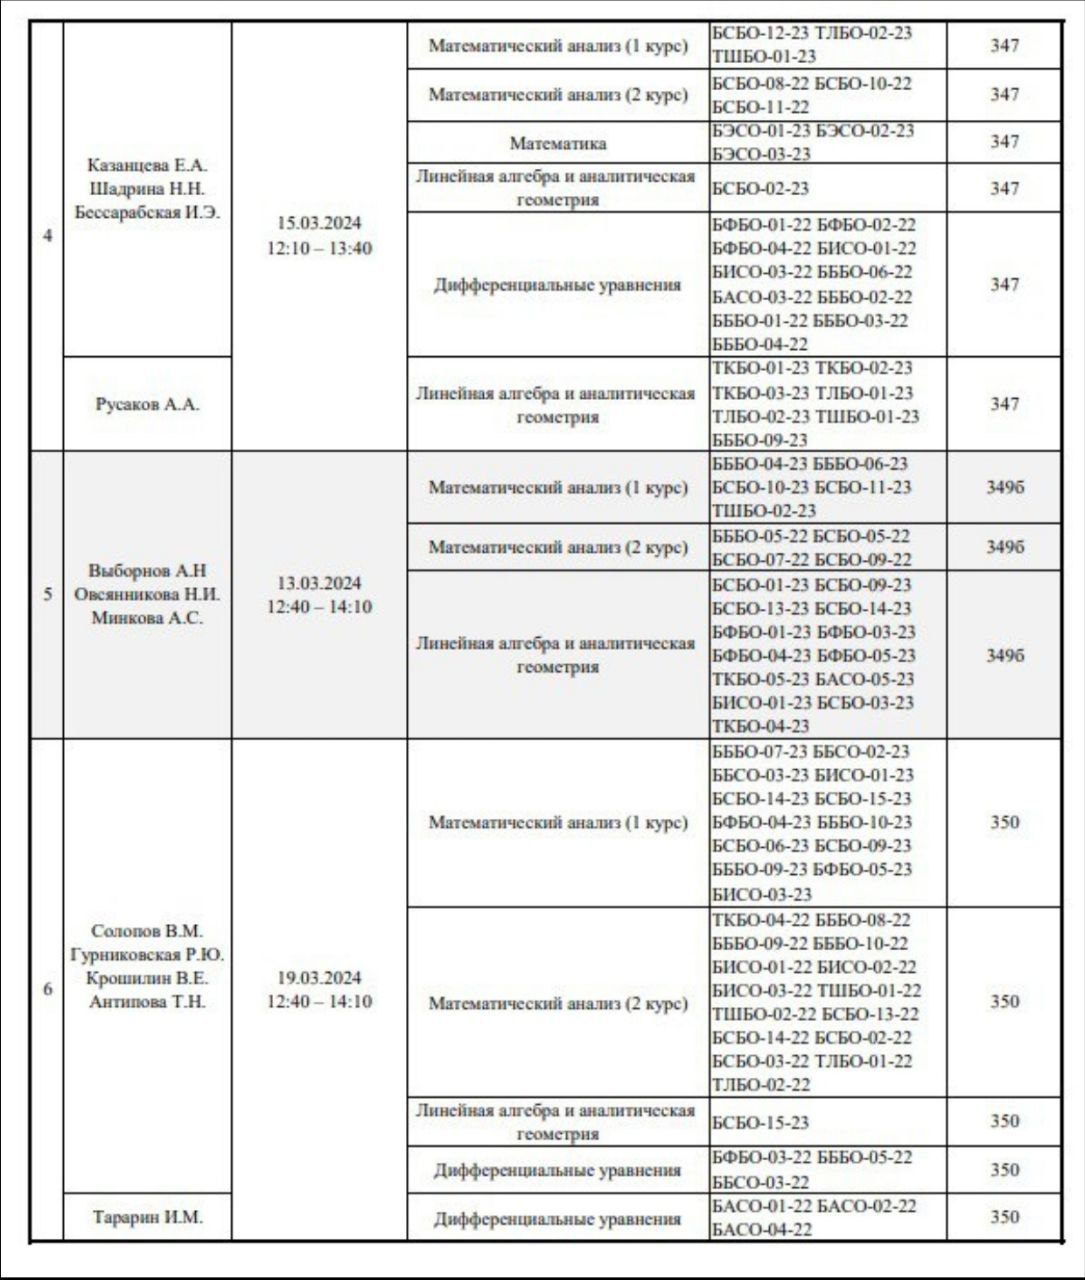 4
Казанцева Е.А.
Шадрина Н.Н.
Бессарабская И.Э.
15.03.2024
12:10 – 13:40
Математический анализ (1 курс)
БСБО-12-23 ТЛБО-02-23
ТШБО-01-23
347
Математический анализ (2 курс)
БСБО-08-22 БСБО-10-22
БСБО-11-22
347
Математика
БЭСО-01-23 БЭСО-02-23
БЭСО-03-23
347
Линейная алгебра и аналитическая
геометрия
БСБО-02-23
347
Дифференциальные уравнения
БФБО-01-22 БФБО-02-22
БФБО-04-22 БИСО-01-22
БИСО-03-22 БББО-06-22
БАСО-03-22 БББО-02-22
БББО-01-22 БББО-03-22
БББО-04-22
347
Русаков А.А.
Линейная алгебра и аналитическая
геометрия
ТКБО-01-23 ТКБО-02-23
ТКБО-03-23 ТЛБО-01-23
ТЛБО-02-23 ТШБО-01-23
БББО-09-23
347
5
Выборнов А.Н
Овсянникова Н.И.
Минкова А.С.
13.03.2024
12:40 – 14:10
Математический анализ (1 курс)
БББО-04-23 БББО-06-23
БСБО-10-23 БСБО-11-23
ТШБО-02-23
349б
Математический анализ (2 курс)
БББО-05-22 БСБО-05-22
БСБО-07-22 БСБО-09-22
349б
Линейная алгебра и аналитическая
геометрия
БСБО-01-23 БСБО-09-23
БСБО-13-23 БСБО-14-23
БФБО-01-23 БФБО-03-23
БФБО-04-23 БФБО-05-23
ТКБО-05-23 БАСО-05-23
БИСО-01-23 БСБО-03-23
ТКБО-04-23
349б
6
Солопов В.М.
Гурниковская Р.Ю.
Крошилин В.Е.
Антипова Т.Н.
19.03.2024
12:40 – 14:10
Математический анализ (1 курс)
БББО-07-23 ББСО-02-23
ББСО-03-23 БИСО-01-23
БСБО-14-23 БСБО-15-23
БФБО-04-23 БББО-10-23
БСБО-06-23 БСБО-09-23
БББО-09-23 БФБО-05-23
БИСО-03-23
350
Математический анализ (2 курс)
ТКБО-04-22 БББО-08-22
БББО-09-22 БББО-10-22
БИСО-01-22 БИСО-02-22
БИСО-03-22 ТШБО-01-22
ТШБО-02-22 БСБО-13-22
БСБО-14-22 БСБО-02-22
БСБО-03-22 ТЛБО-01-22
ТЛБО-02-22
350
Линейная алгебра и аналитическая
геометрия
БСБО-15-23
350
Дифференциальные уравнения
БФБО-03-22 БББО-05-22
ББСО-03-22
350
Тарарин И.М.
Дифференциальные уравнения
БАСО-01-22 БАСО-02-22
БАСО-04-22
350